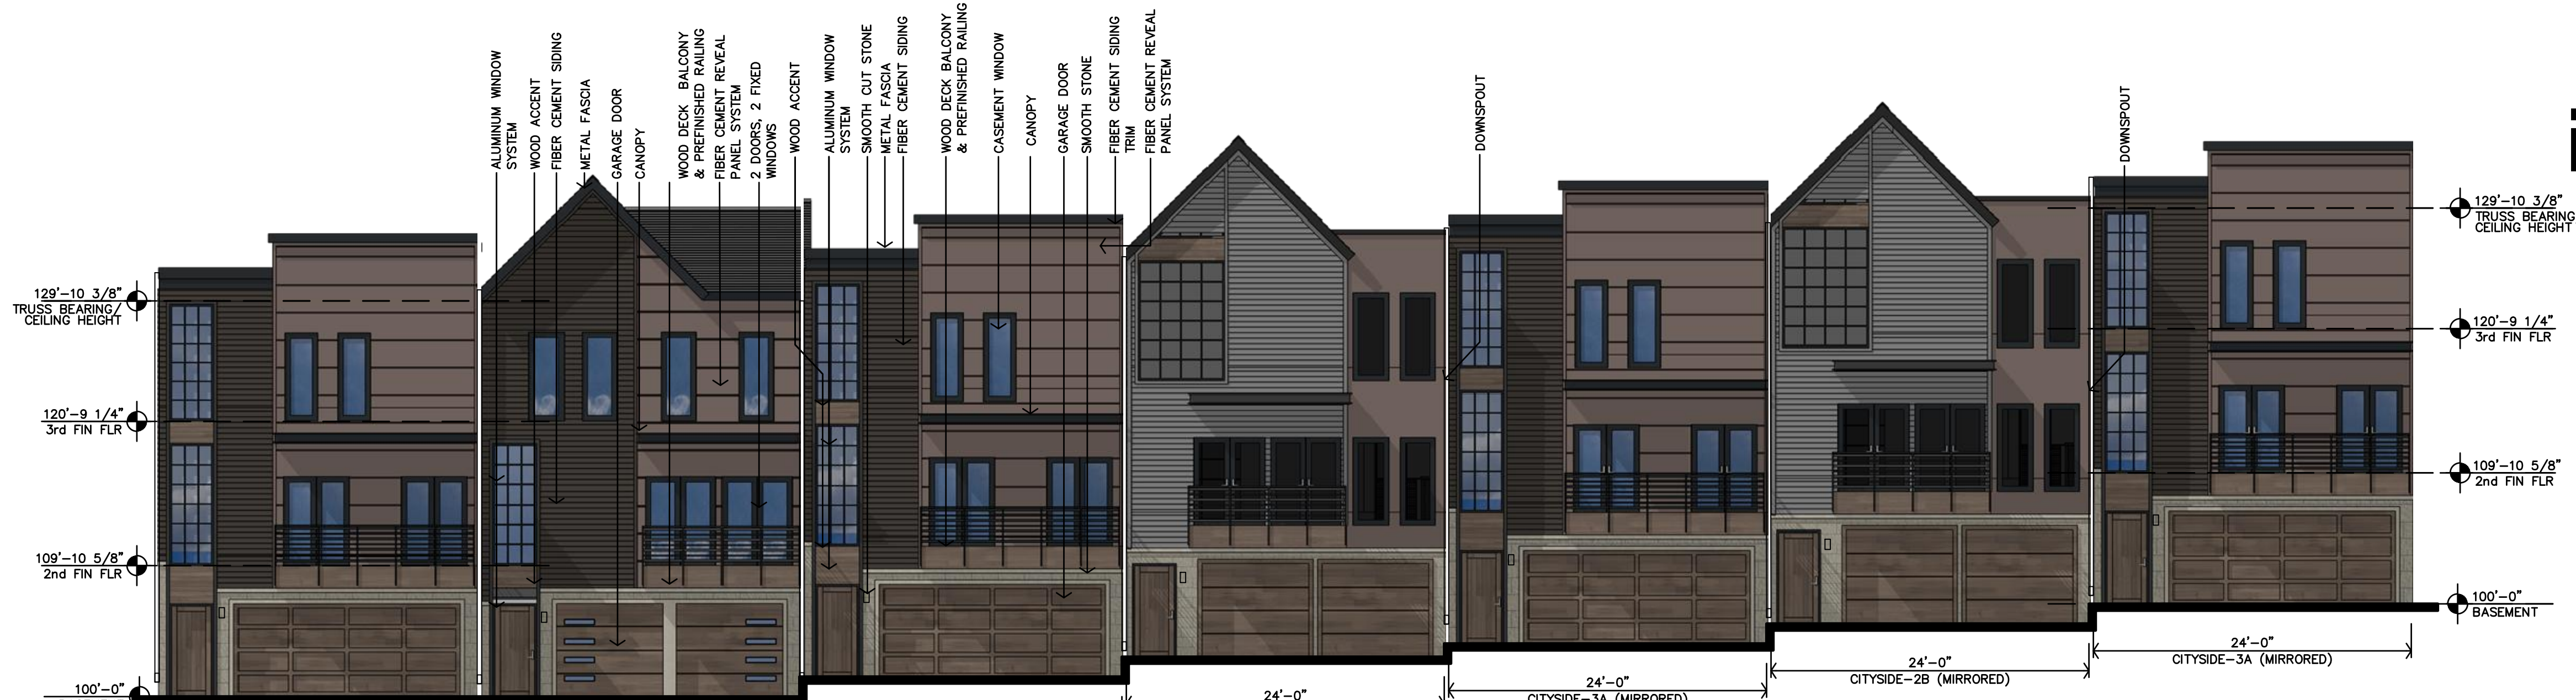 ALUMINUM WINDOW
SYSTEM
WOOD ACCENT
FIBER CEMENT SIDING
METAL FASCIA
GARAGE DOOR
CANOPY
WOOD DECK BALCONY
& PREFINISHED RAILING
FIBER CEMENT REVEAL
PANEL SYSTEM
2 DOORS, 2 FIXED
WINDOWS
WOOD ACCENT
ALUMINUM WINDOW
SYSTEM
SMOOTH CUT STONE
METAL FASCIA
FIBER CEMENT SIDING
WOOD DECK BALCONY
& PREFINISHED RAILING
CASEMENT WINDOW
CANOPY
GARAGE DOOR
SMOOTH STONE
FIBER CEMENT SIDING
TRIM
FIBER CEMENT REVEAL
PANEL SYSTEM
DOWNSPOUT
DOWNSPOUT
129'-10 3/8"
TRUSS BEARING/
CEILING HEIGHT
120'-9 1/4"
3rd FIN FLR
109'-10 5/8"
2nd FIN FLR
100'-0"
129'-10 3/8"
TRUSS BEARING
CEILING HEIGHT
120'-9 1/4"
3rd FIN FLR
109'-10 5/8"
2nd FIN FLR
100'-0"
BASEMENT
24'-0"
24'-0"
CITYSIDE-3A (MIRRORED)
24'-0"
CITYSIDE-2B (MIRRORED)
24'-0"
CITYSIDE-3A (MIRRORED)